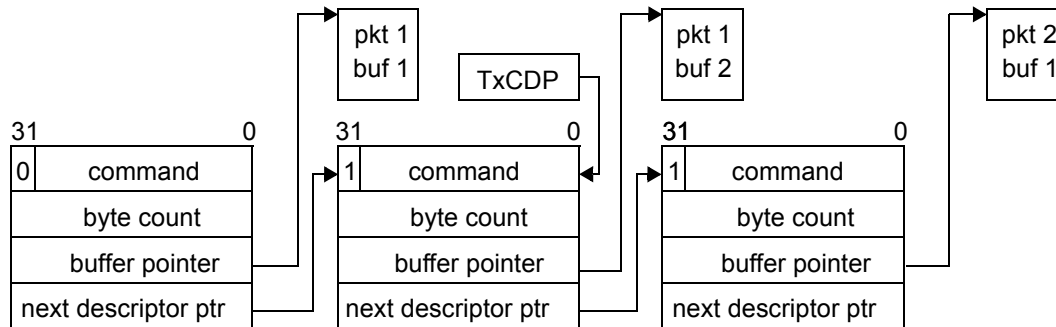 pkt 1
buf 1
pkt 1
buf 2
pkt 2
buf 1
TxCDP
31 0
31 0
31 0
0 command
1 command
1 command
byte count
byte count
byte count
buffer pointer
buffer pointer
buffer pointer
next descriptor ptr
next descriptor ptr
next descriptor ptr